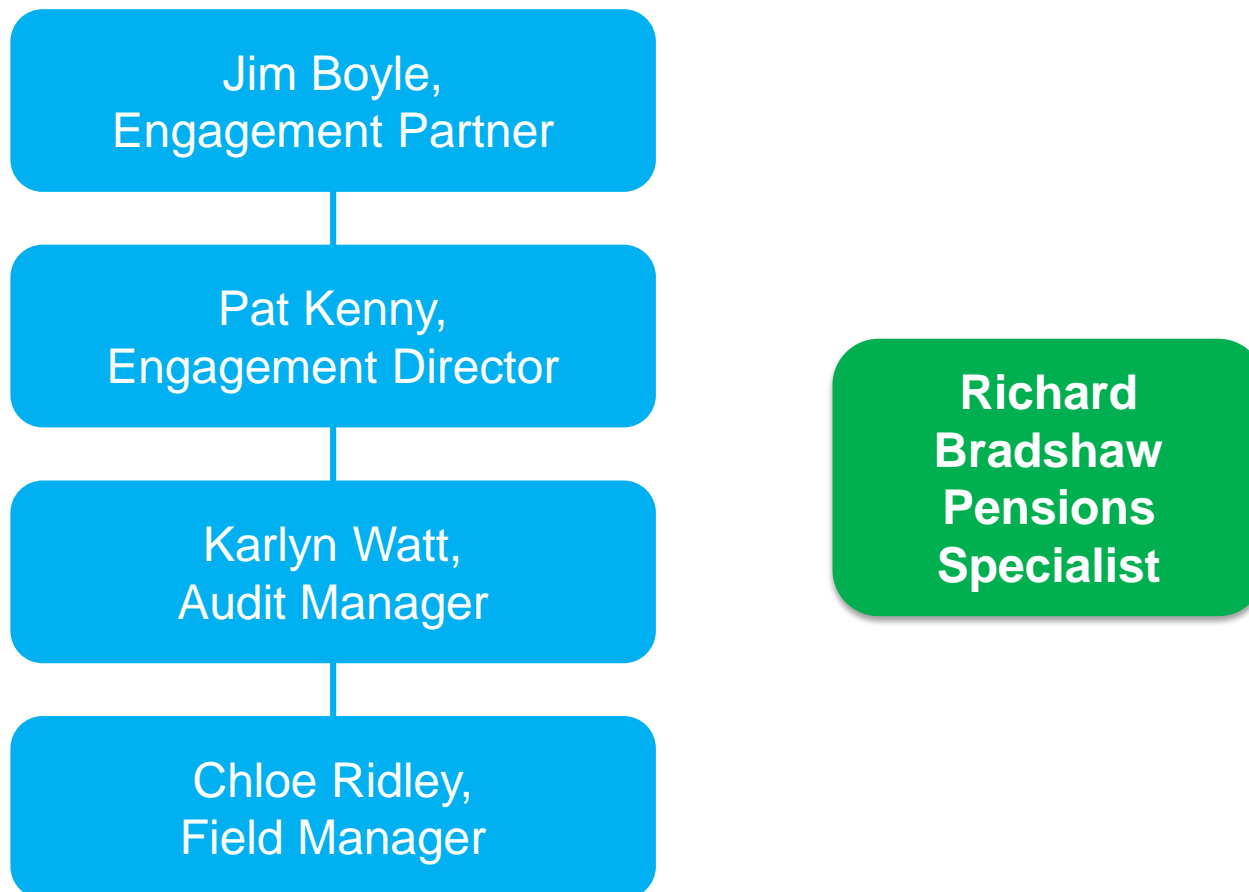 Jim Boyle,
Engagement Partner
Pat Kenny,
Engagement Director
Karlyn Watt,
Audit Manager
Chloe Ridley,
Field Manager
Richard
Bradshaw
Pensions
Specialist